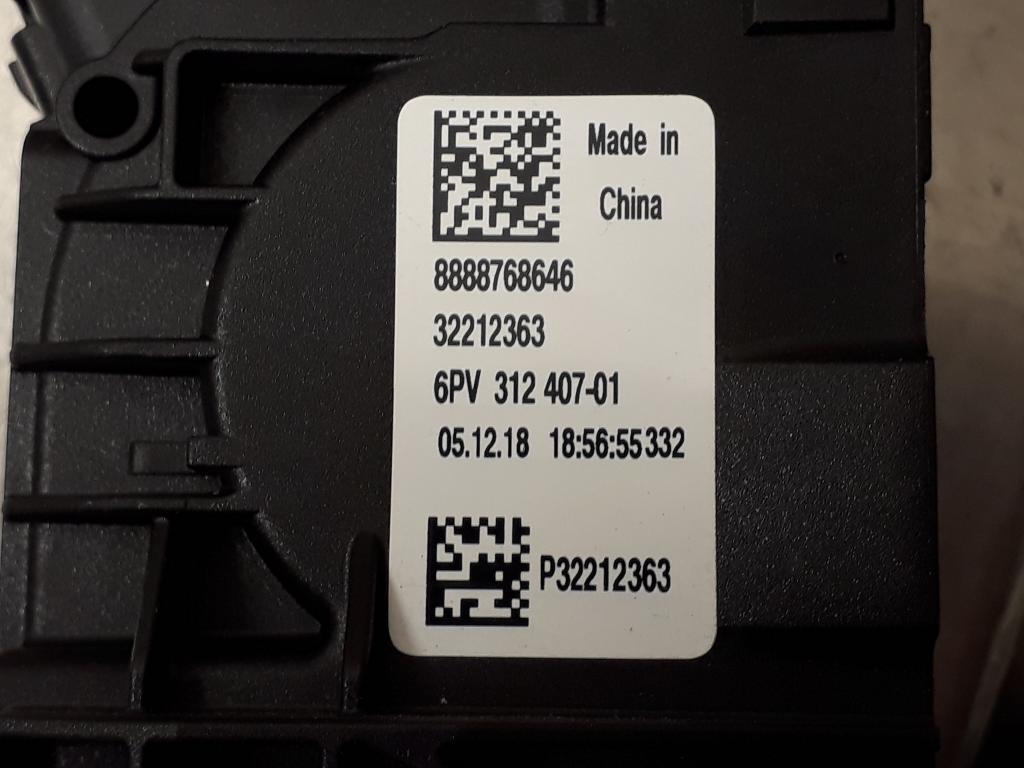 Made in
China
8888768646
32212363
6PV 312 407-01
05.12.18 18:56:55 332
P32212363